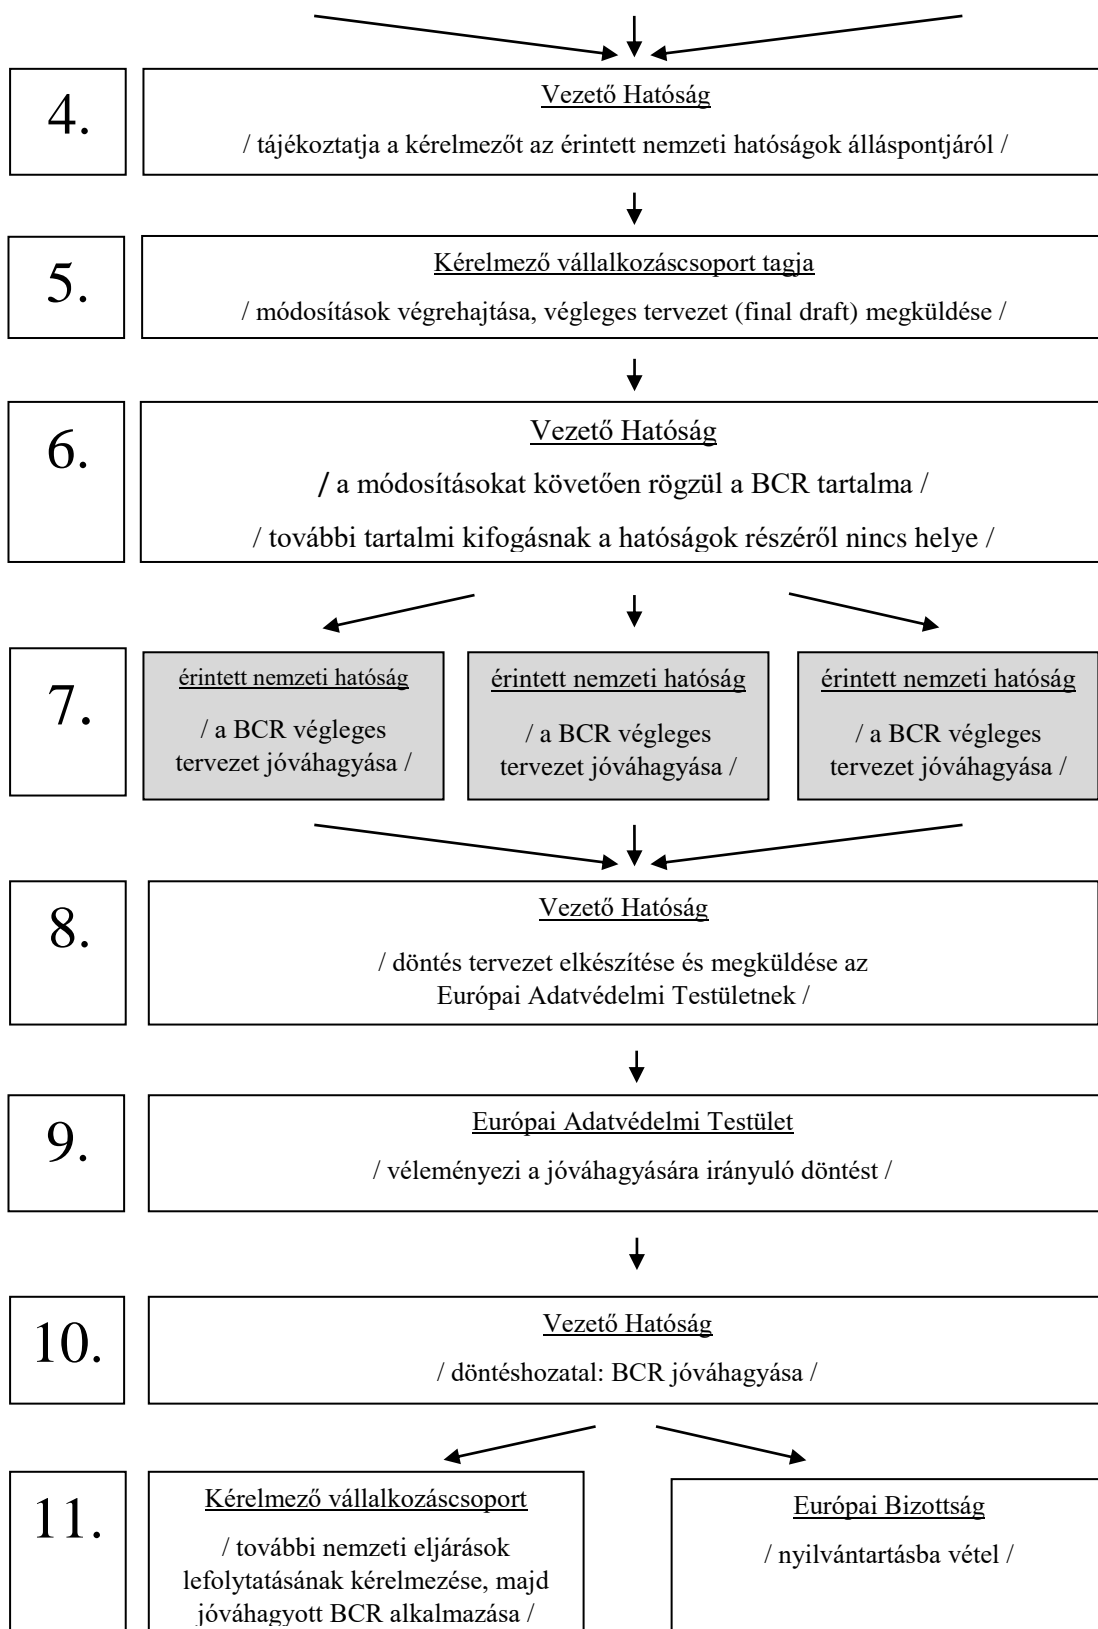 4.
Vezető Hatóság
/ tájékoztatja a kérelmezőt az érintett nemzeti hatóságok álláspontjáról /
5.
Kérelmező vállalkozáscsoport tagja
/ módosítások végrehajtása, végleges tervezet (final draft) megküldése /
6.
Vezető Hatóság
/ a módosításokat követően rögzül a BCR tartalma /
/ további tartalmi kifogásnak a hatóságok részéről nincs helye /
7.
érintett nemzeti hatóság
/ a BCR végleges
tervezet jóváhagyása /
érintett nemzeti hatóság
/ a BCR végleges
tervezet jóváhagyása /
érintett nemzeti hatóság
/ a BCR végleges
tervezet jóváhagyása /
8.
Vezető Hatóság
/ döntés tervezet elkészítése és megküldése az
Európai Adatvédelmi Testületnek /
9.
Európai Adatvédelmi Testület
/ véleményezi a jóváhagyására irányuló döntést /
10.
Vezető Hatóság
/ döntéshozatal: BCR jóváhagyása /
11.
Kérelmező vállalkozáscsoport
/ további nemzeti eljárások
lefolytatásának kérelmezése, majd
jóváhagyott BCR alkalmazása /
Európai Bizottság
/ nyilvántartásba vétel /